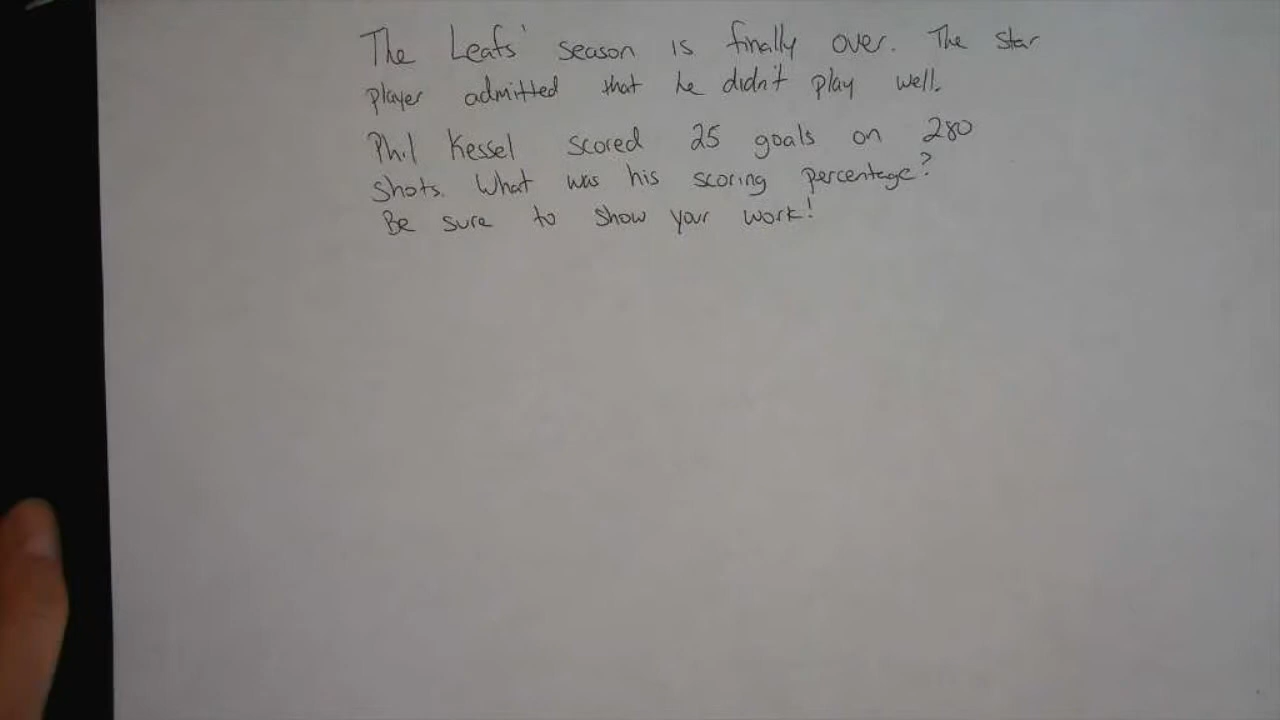 The Leafs' season is finally over. The star
player admitted that he didn't play well.
Phil Kessel scored 25 goals on 280
shots. What was his scoring percentage?
Be sure to show your work!